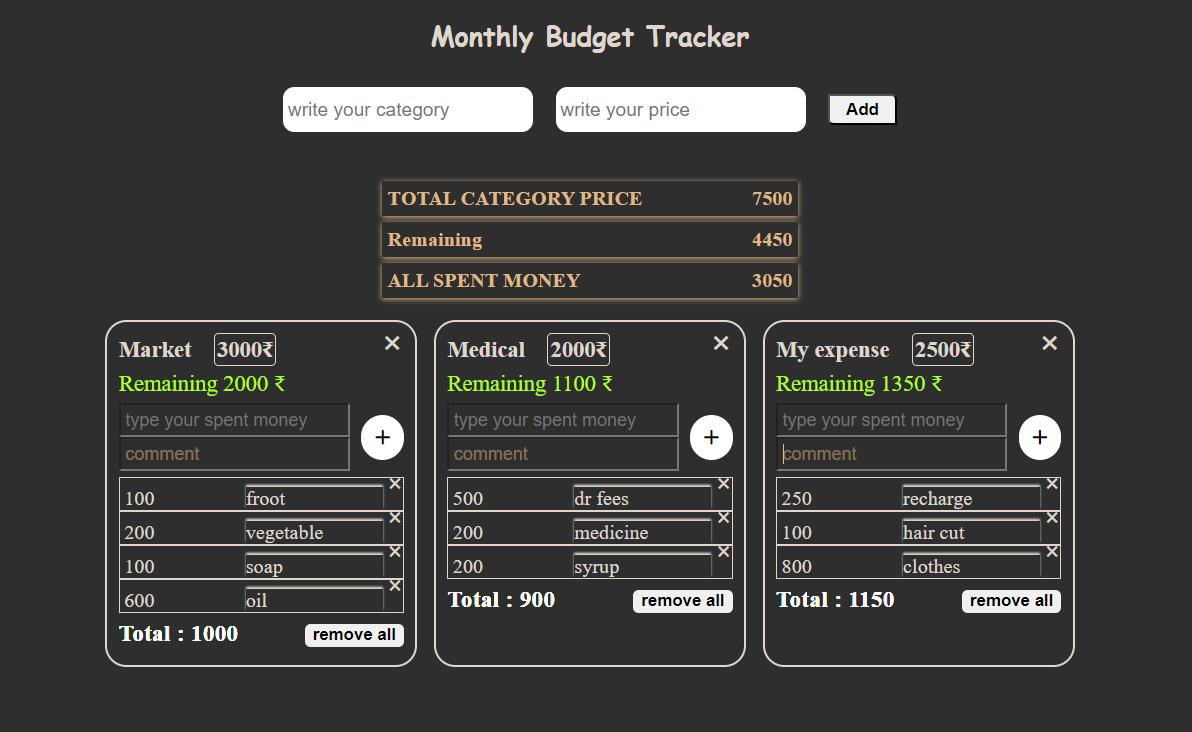 Monthly Budget Tracker
write your category write your price Add
TOTAL CATEGORY PRICE 7500
Remaining 4450
ALL SPENT MONEY 3050
Market 3000₹ ×
Remaining 2000 ₹
type your spent money
comment
+
100 froot ×
200 vegetable ×
100 soap ×
600 oil ×
Total : 1000 remove all
Medical 2000₹ ×
Remaining 1100 ₹
type your spent money
comment
+
500 dr fees ×
200 medicine ×
200 syrup ×
Total : 900 remove all
My expense 2500₹ ×
Remaining 1350 ₹
type your spent money
comment
+
250 recharge ×
100 hair cut ×
800 clothes ×
Total : 1150 remove all